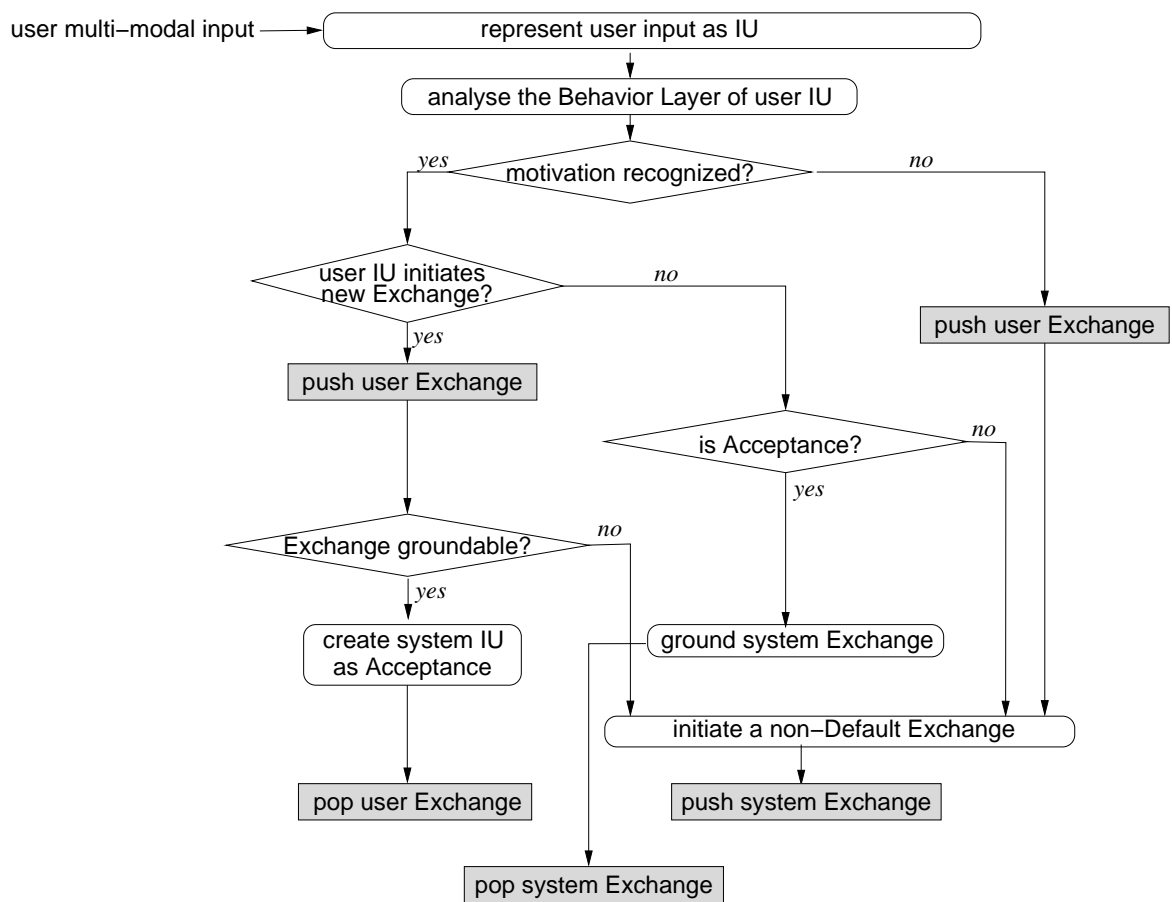 user multi−modal input
represent user input as IU
analyse the Behavior Layer of user IU
yes
motivation recognized?
no
user IU initiates
new Exchange?
no
yes
push user Exchange
push user Exchange
is Acceptance?
no
yes
Exchange groundable?
no
yes
create system IU
as Acceptance
ground system Exchange
initiate a non−Default Exchange
pop user Exchange
push system Exchange
pop system Exchange